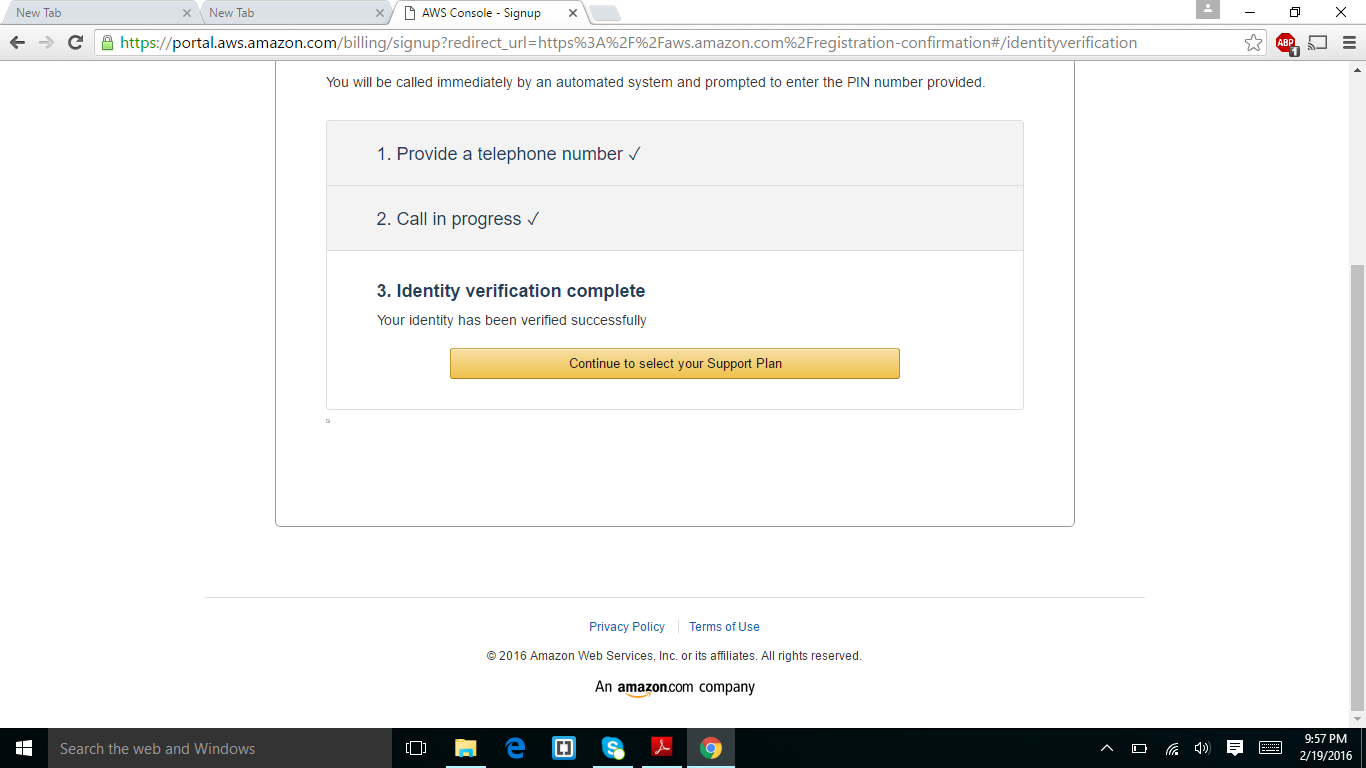 New Tab
New Tab
AWS Console - Signup
https://portal.aws.amazon.com/billing/signup?redirect_url=https%3A%2F%2Faws.amazon.com%2Fregistration-confirmation#/identityverification
ABP
1
You will be called immediately by an automated system and prompted to enter the PIN number provided.
1. Provide a telephone number ✓
2. Call in progress ✓
3. Identity verification complete
Your identity has been verified successfully
Continue to select your Support Plan
Privacy Policy
Terms of Use
© 2016 Amazon Web Services, Inc. or its affiliates. All rights reserved.
An amazon.com company
Search the web and Windows
9:57 PM
2/19/2016